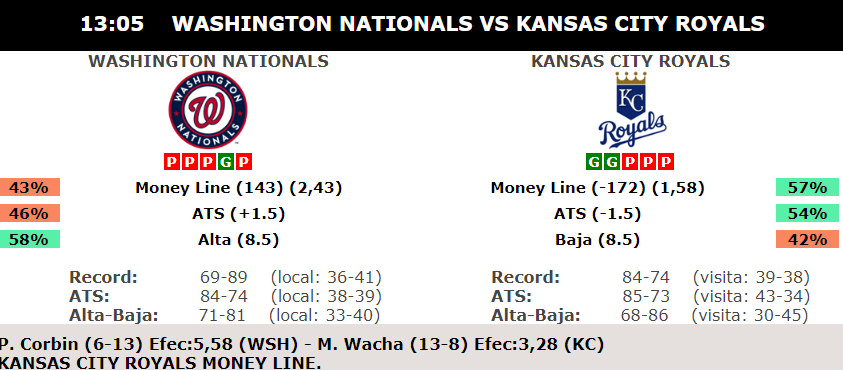 13:05 WASHINGTON NATIONALS VS KANSAS CITY ROYALS
WASHINGTON NATIONALS KANSAS CITY ROYALS
WASHINGTON W NATIONALS KC Royals
P P P G P G G P P P
43% Money Line (143) (2,43) Money Line (-172) (1,58) 57%
46% ATS (+1.5) ATS (-1.5) 54%
58% Alta (8.5) Baja (8.5) 42%
Record: 69-89 (local: 36-41) Record: 84-74 (visita: 39-38)
ATS: 84-74 (local: 38-39) ATS: 85-73 (visita: 43-34)
Alta-Baja: 71-81 (local: 33-40) Alta-Baja: 68-86 (visita: 30-45)
P. Corbin (6-13) Efec:5,58 (WSH) - M. Wacha (13-8) Efec:3,28 (KC)
KANSAS CITY ROYALS MONEY LINE.